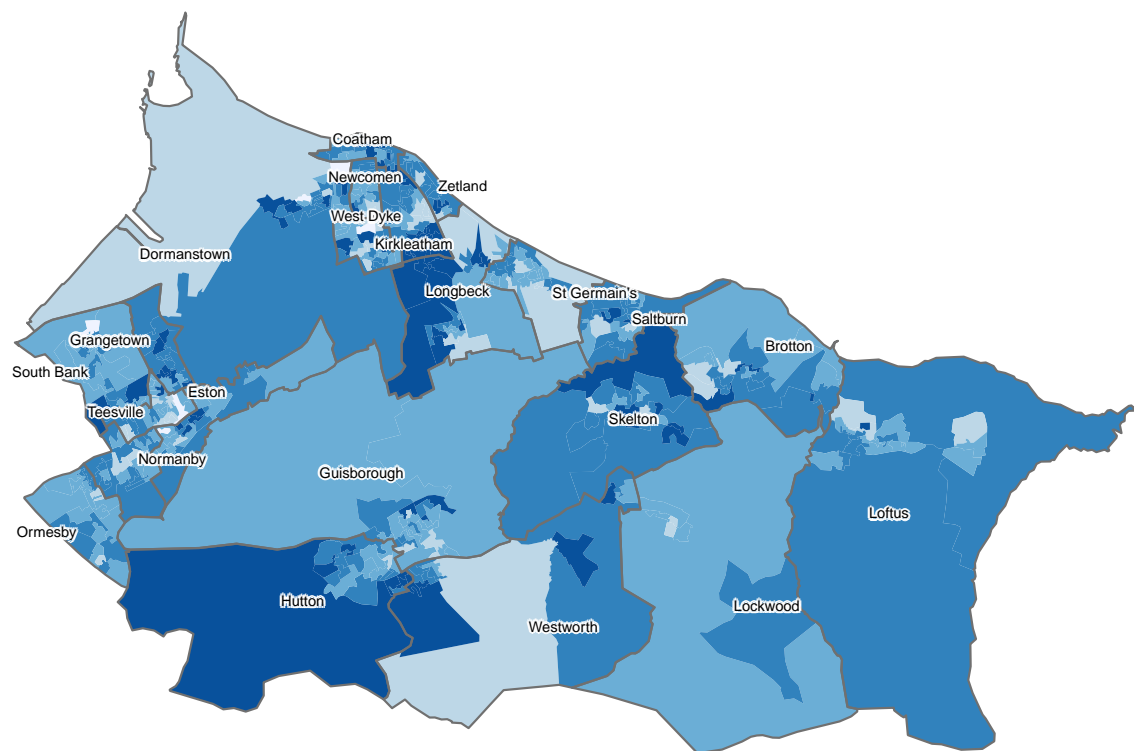 Coatham
Newcomen
Zetland
West Dyke
Kirkleatham
Dormanstown
Longbeck
St Germain's
Saltburn
Grangetown
Brotton
South Bank
Eston
Teesville
Skelton
Normanby
Guisborough
Loftus
Ormesby
Hutton
Lockwood
Westworth